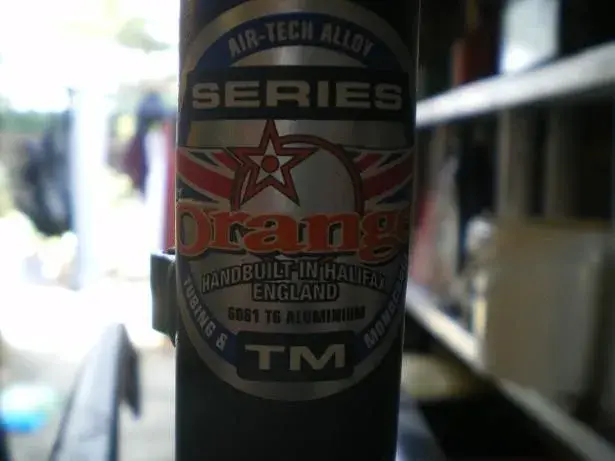 AIR-TECH ALLOY
SERIES
Orange
HANDBUILT IN HALIFAX
ENGLAND
6061 T6 ALUMINIUM
TUBING &
TM